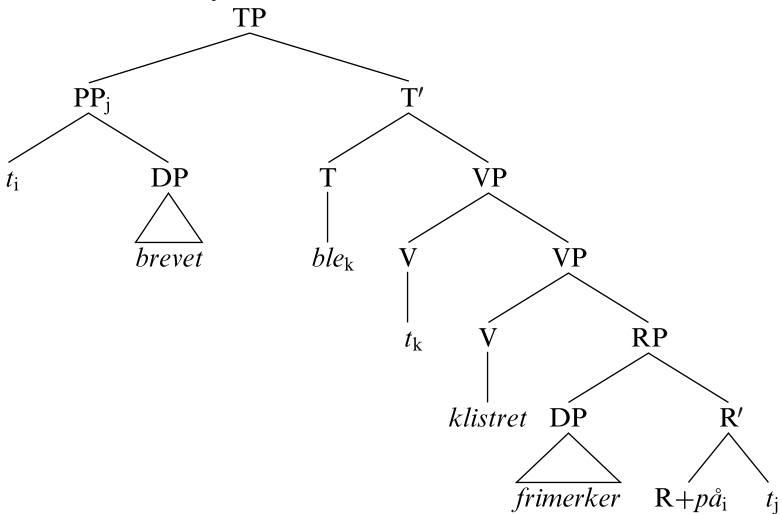 TP
PPj T′
ti DP T VP
brevet blek V VP
tk V RP
klistret DP R′
frimerker R+påi tj